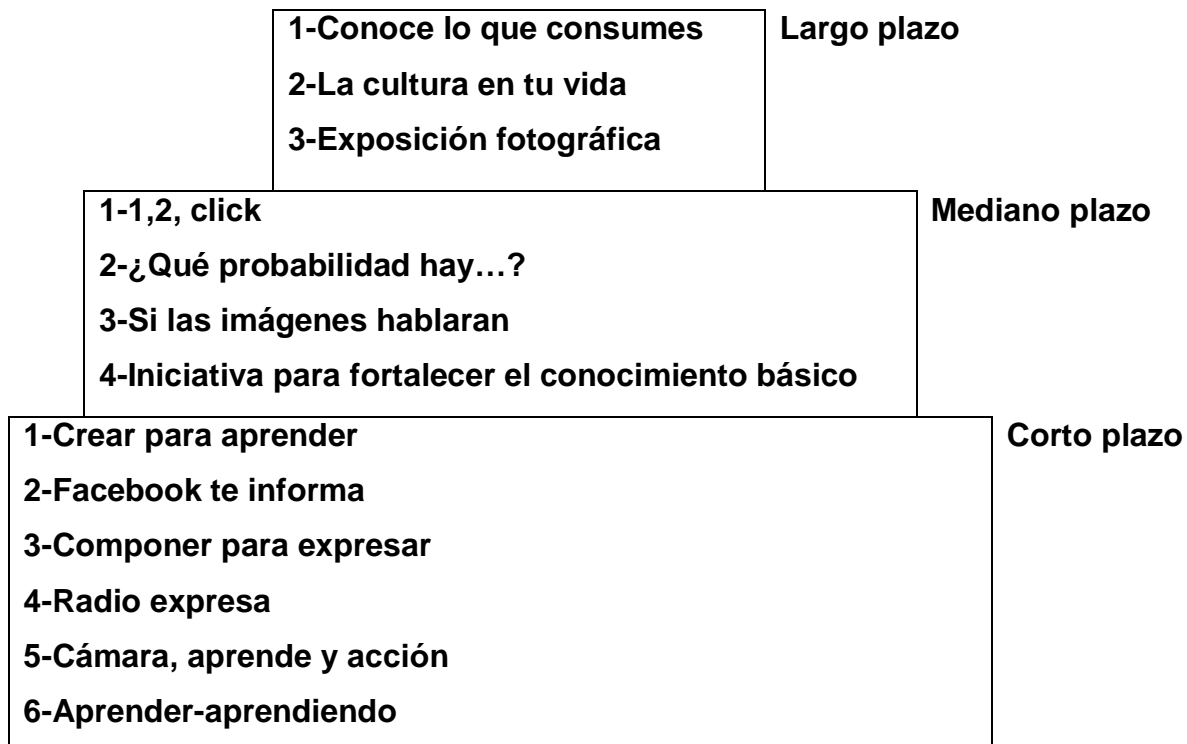 1-Conoce lo que consumes Largo plazo
2-La cultura en tu vida
3-Exposición fotográfica
1-1,2, click Mediano plazo
2-¿Qué probabilidad hay…?
3-Si las imágenes hablaran
4-Iniciativa para fortalecer el conocimiento básico
1-Crear para aprender Corto plazo
2-Facebook te informa
3-Componer para expresar
4-Radio expresa
5-Cámara, aprende y acción
6-Aprender-aprendiendo